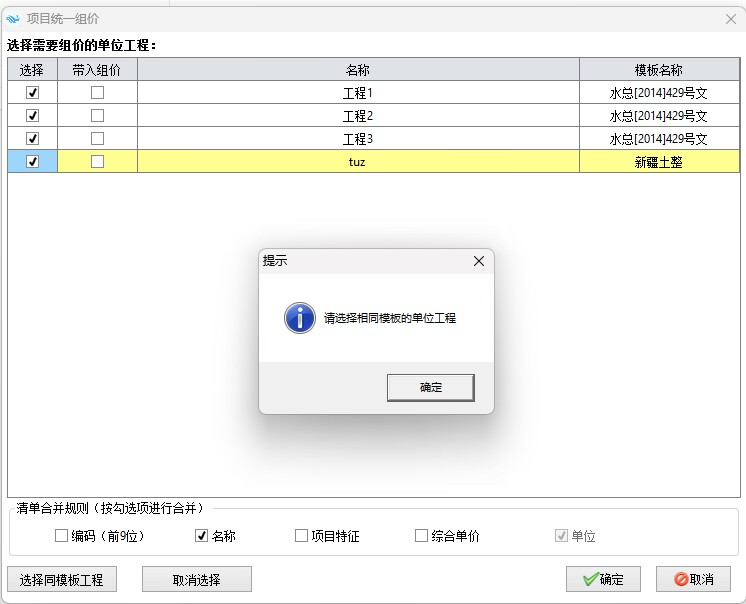 项目统一组价
选择需要组价的单位工程：
选择 带入组价 名称 模板名称
工程1 水总[2014]429号文
工程2 水总[2014]429号文
工程3 水总[2014]429号文
tuz 新疆土整
提示
请选择相同模板的单位工程
确定
清单合并规则（按勾选项进行合并）
编码（前9位） 名称 项目特征 综合单价 单位
选择同模板工程 取消选择 确定 取消